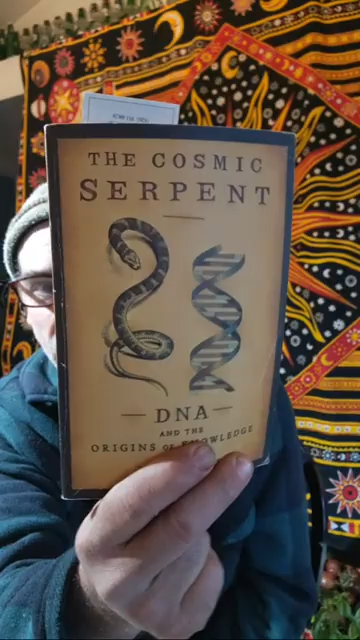 THE COSMIC
SERPENT
DNA
AND THE
ORIGINS OF KNOWLEDGE